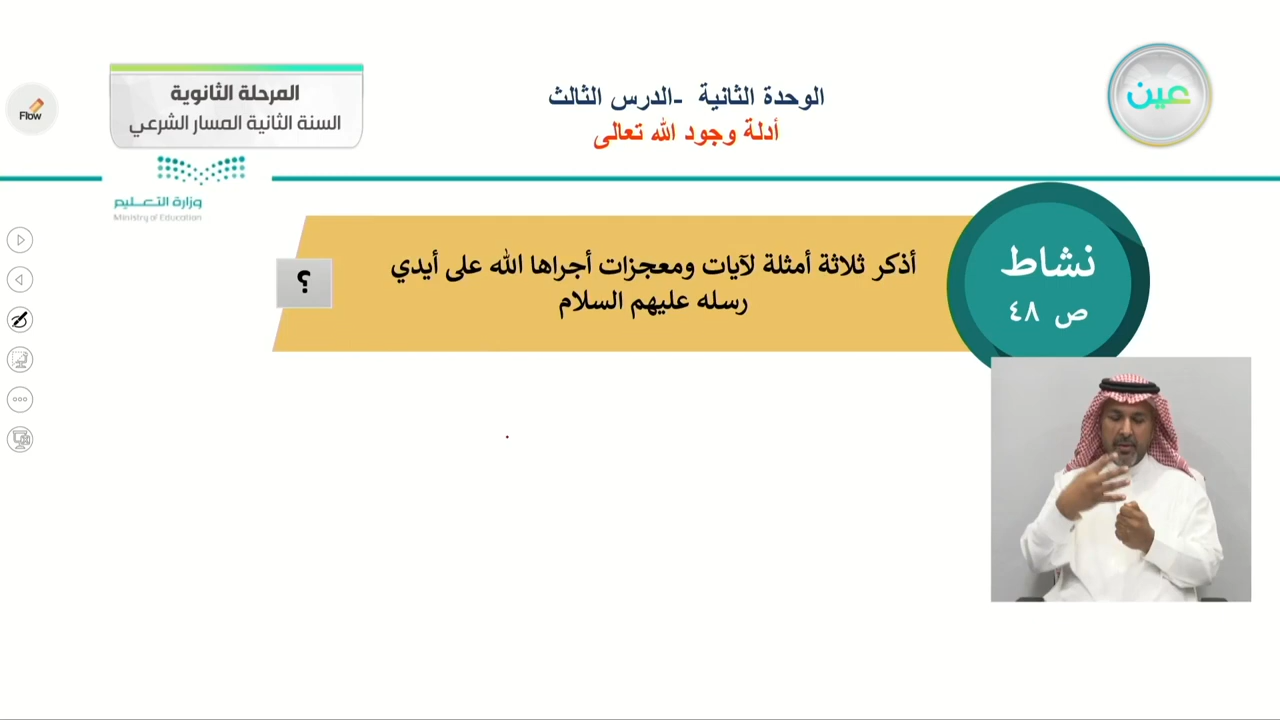 عين
الوحدة الثانية -الدرس الثالث
أدلة وجود الله تعالى
المرحلة الثانوية
السنة الثانية المسار الشرعي
Flow
وزارة التعـــليم
Ministry of Education
نشاط
ص ٤٨
أذكر ثلاثة أمثلة لآيات ومعجزات أجراها الله على أيدي
رسله عليهم السلام
؟